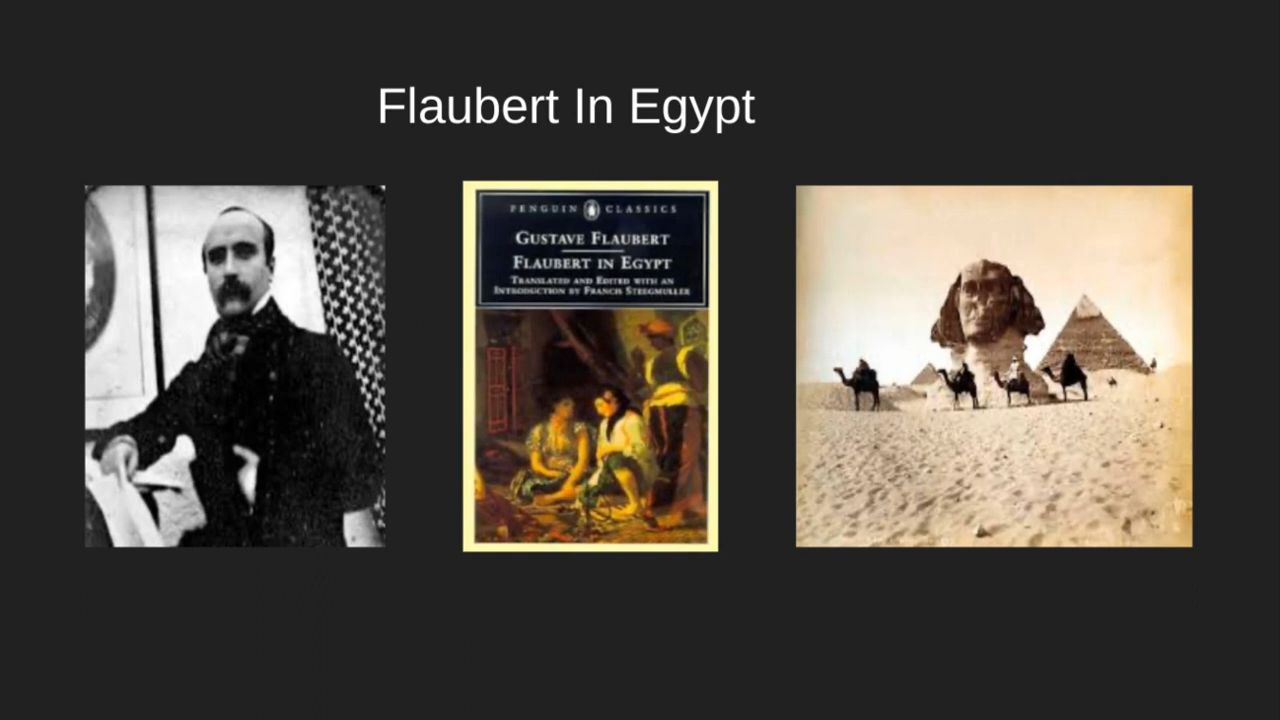 Flaubert In Egypt
PENGUIN CLASSICS
GUSTAVE FLAUBERT
FLAUBERT IN EGYPT
TRANSLATED AND EDITED WITH AN
INTRODUCTION BY FRANCIS STEEGMULLER